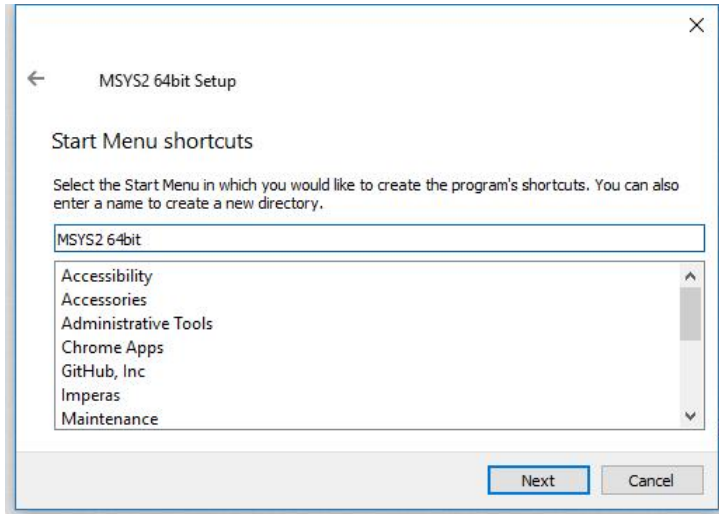 MSYS2 64bit Setup
Start Menu shortcuts
Select the Start Menu in which you would like to create the program's shortcuts. You can also
enter a name to create a new directory.
MSYS2 64bit
Accessibility
Accessories
Administrative Tools
Chrome Apps
GitHub, Inc
Imperas
Maintenance
Next
Cancel